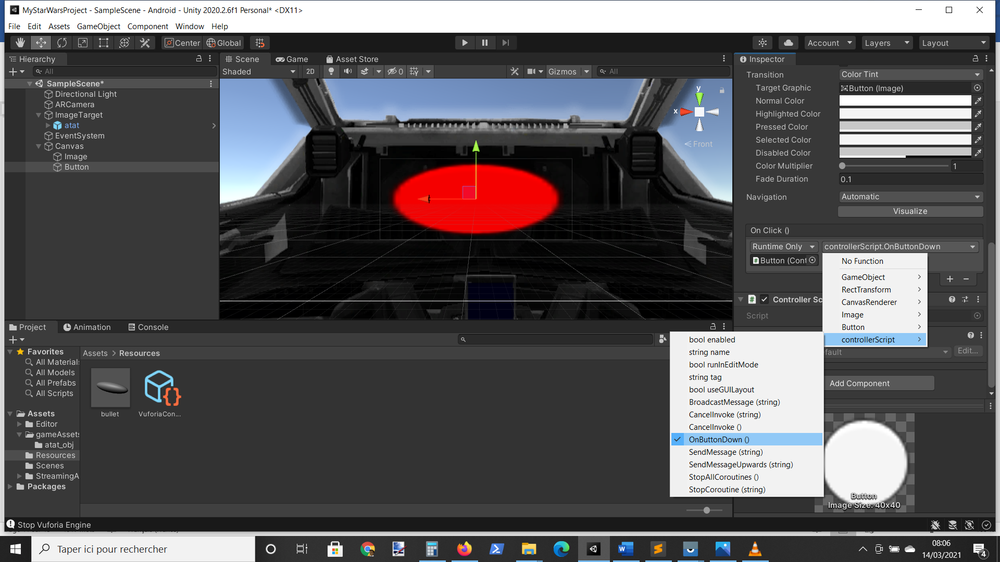 MyStarWarsProject - SampleScene - Android - Unity 2020.2.6f1 Personal* <DX11>
File Edit Assets GameObject Component Window Help
Center Global Account Layers Layout
Hierarchy
All
SampleScene*
Directional Light
ARCamera
ImageTarget
atat
EventSystem
Canvas
Image
Button
Scene Game Asset Store
Shaded 2D 0 Gizmos All
y
x
Front
Inspector
Transition Color Tint
Target Graphic Button (Image)
Normal Color
Highlighted Color
Pressed Color
Selected Color
Disabled Color
Color Multiplier 1
Fade Duration 0.1
Navigation Automatic
Visualize
On Click ()
Runtime Only controllerScript.OnButtonDown
Button (Cont
No Function
GameObject
RectTransform
CanvasRenderer
Image
Button
controllerScript
Controller Sc
Script
fault Edit...
Add Component
bool enabled
string name
bool runInEditMode
string tag
bool useGUILayout
BroadcastMessage (string)
CancelInvoke (string)
CancelInvoke ()
OnButtonDown ()
SendMessage (string)
SendMessageUpwards (string)
StopAllCoroutines ()
StopCoroutine (string)
Button
Image Size: 40x40
Project Animation Console
Favorites
All Materials
All Models
All Prefabs
All Scripts
Assets
Editor
gameAssets
atat_obj
Resources
Scenes
StreamingA
Packages
Assets > Resources
bullet
VuforiaCon...
Stop Vuforia Engine
Taper ici pour rechercher
08:06
14/03/2021
4